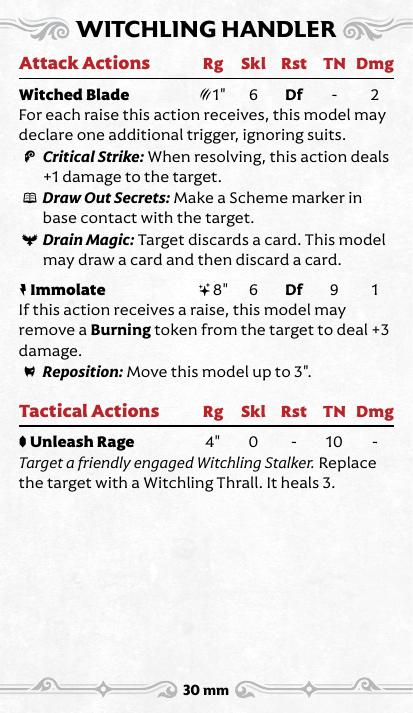 WITCHLING HANDLER
Attack Actions Rg Skl Rst TN Dmg
Witched Blade 1" 6 Df - 2
For each raise this action receives, this model may
declare one additional trigger, ignoring suits.
Critical Strike: When resolving, this action deals
+1 damage to the target.
Draw Out Secrets: Make a Scheme marker in
base contact with the target.
Drain Magic: Target discards a card. This model
may draw a card and then discard a card.
Immolate 8" 6 Df 9 1
If this action receives a raise, this model may
remove a Burning token from the target to deal +3
damage.
Reposition: Move this model up to 3".
Tactical Actions Rg Skl Rst TN Dmg
Unleash Rage 4" 0 - 10 -
Target a friendly engaged Witchling Stalker. Replace
the target with a Witchling Thrall. It heals 3.
30 mm